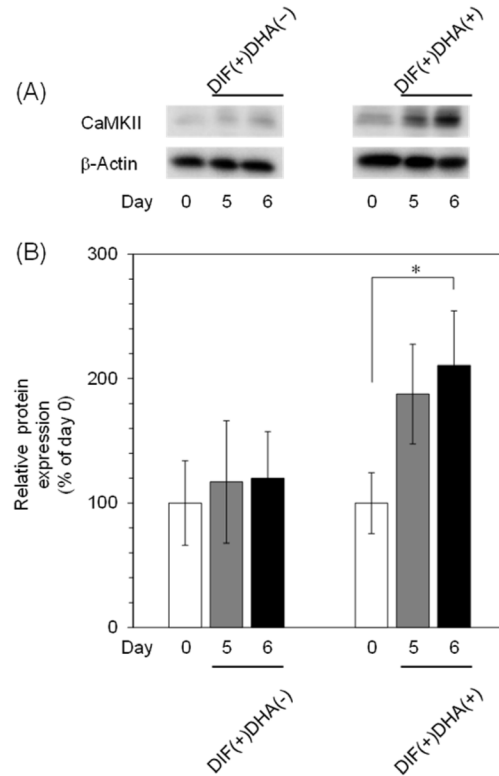 DIF(+)DHA(-)
DIF(+)DHA(+)
(A)
CaMKII
β-Actin
Day 0 5 6 0 5 6
(B)
300
200
100
0
Relative protein
expression
(% of day 0)
*
Day 0 5 6 0 5 6
DIF(+)DHA(-)
DIF(+)DHA(+)